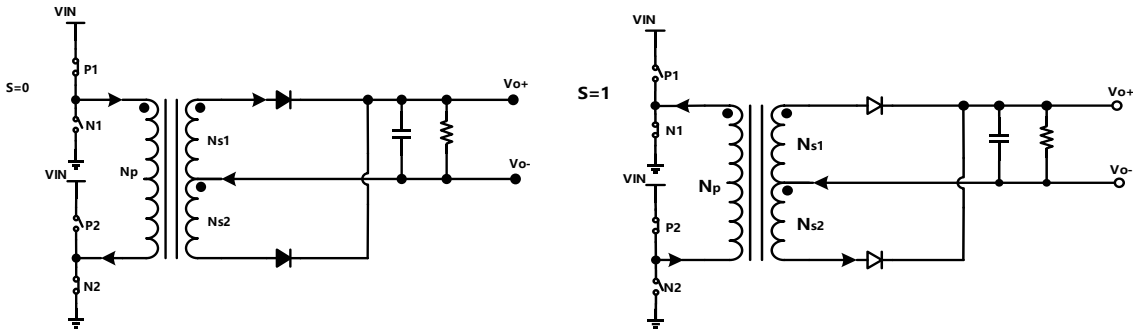 VIN
P1
S=0
N1
VIN
P2
N2
Np
Ns1
Ns2
Vo+
Vo-
VIN
P1
S=1
N1
VIN
P2
N2
Np
Ns1
Ns2
Vo+
Vo-